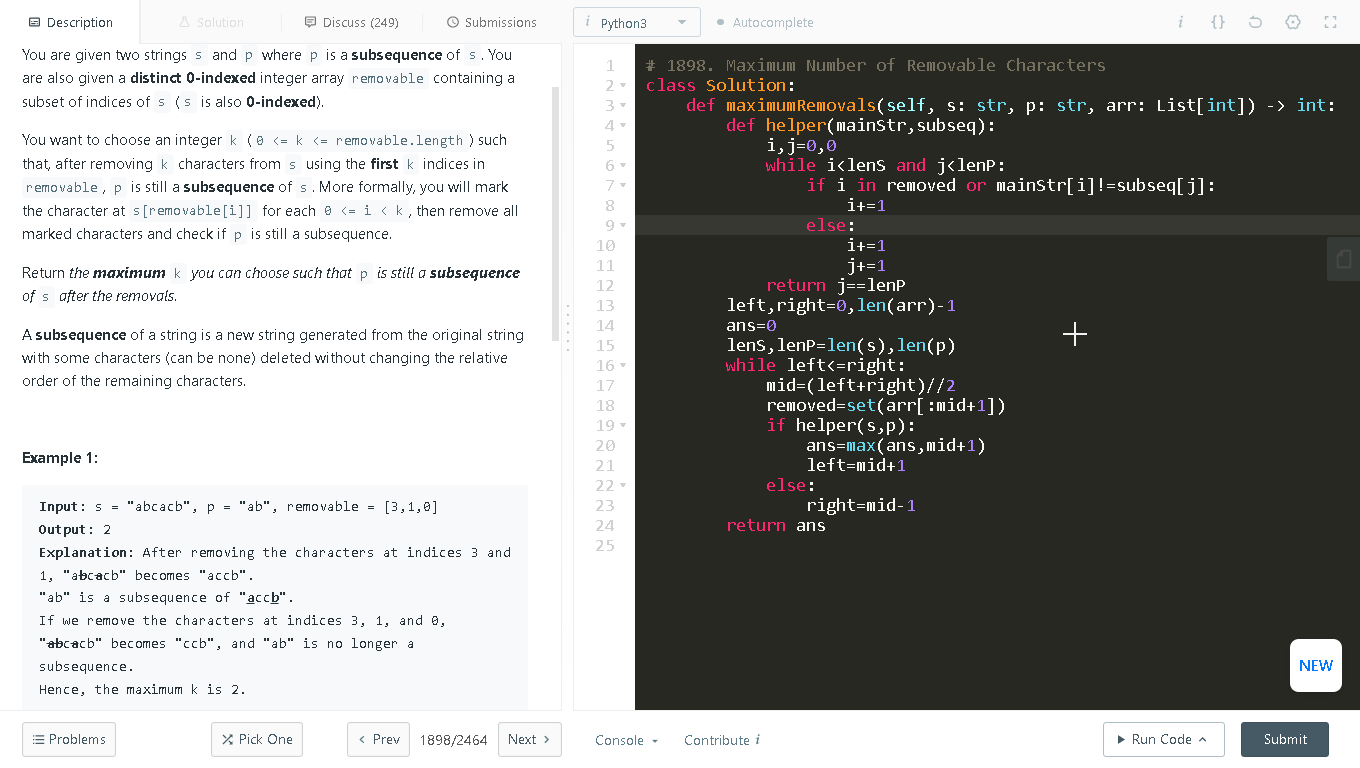 Description
Solution
Discuss (249)
Submissions
i Python3
Autocomplete
i {}
You are given two strings s and p where p is a subsequence of s. You
are also given a distinct 0-indexed integer array removable containing a
subset of indices of s (s is also 0-indexed).
You want to choose an integer k (0 <= k <= removable.length) such
that, after removing k characters from s using the first k indices in
removable, p is still a subsequence of s. More formally, you will mark
the character at s[removable[i]] for each 0 <= i < k, then remove all
marked characters and check if p is still a subsequence.
Return the maximum k you can choose such that p is still a subsequence
of s after the removals.
A subsequence of a string is a new string generated from the original string
with some characters (can be none) deleted without changing the relative
order of the remaining characters.
Example 1:
Input: s = "abcacb", p = "ab", removable = [3,1,0]
Output: 2
Explanation: After removing the characters at indices 3 and
1, "abcacb" becomes "accb".
"ab" is a subsequence of "accb".
If we remove the characters at indices 3, 1, and 0,
"abcacb" becomes "ccb", and "ab" is no longer a
subsequence.
Hence, the maximum k is 2.
1 # 1898. Maximum Number of Removable Characters
2 class Solution:
3     def maximumRemovals(self, s: str, p: str, arr: List[int]) -> int:
4         def helper(mainStr,subseq):
5             i,j=0,0
6             while i<lenS and j<lenP:
7                 if i in removed or mainStr[i]!=subseq[j]:
8                     i+=1
9                 else:
10                     i+=1
11                     j+=1
12             return j==lenP
13         left,right=0,len(arr)-1
14         ans=0
15         lenS,lenP=len(s),len(p)
16         while left<=right:
17             mid=(left+right)//2
18             removed=set(arr[:mid+1])
19             if helper(s,p):
20                 ans=max(ans,mid+1)
21                 left=mid+1
22             else:
23                 right=mid-1
24         return ans
25
NEW
Problems
Pick One
Prev
1898/2464
Next
Console
Contribute i
Run Code
Submit